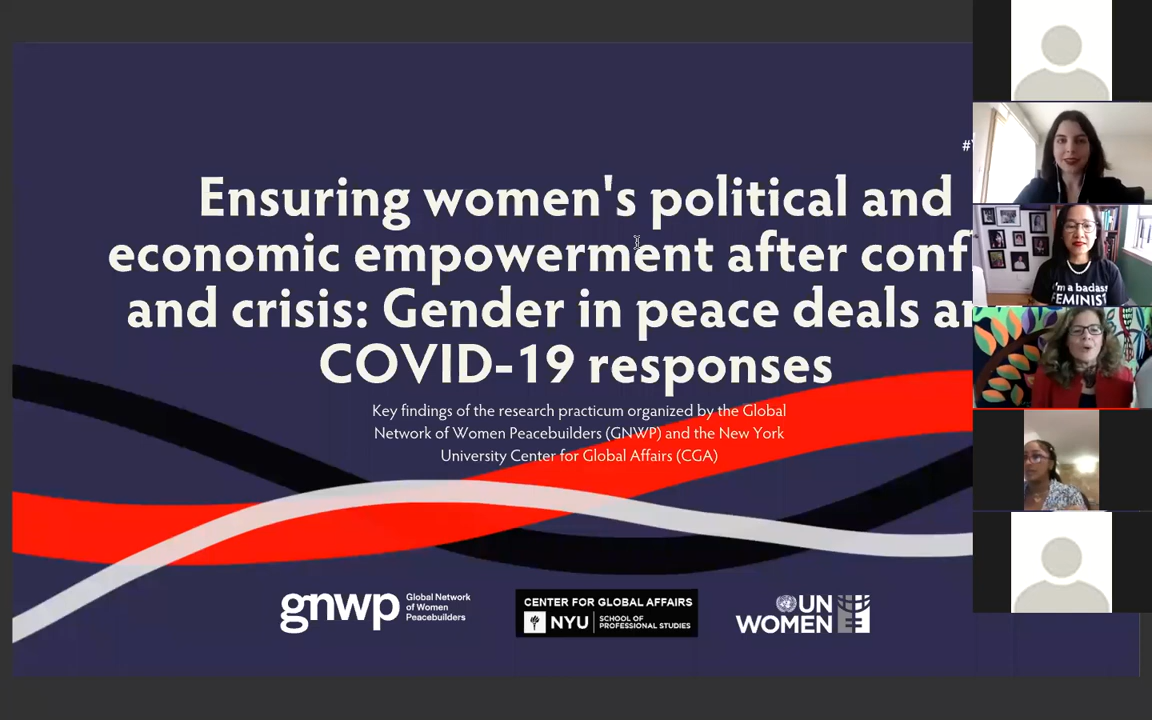 Ensuring women's political and
economic empowerment after conf
and crisis: Gender in peace deals a
COVID-19 responses
Key findings of the research practicum organized by the Global
Network of Women Peacebuilders (GNWP) and the New York
University Center for Global Affairs (CGA)
gnwp
Global Network
of Women
Peacebuilders
CENTER FOR GLOBAL AFFAIRS
NYU
SCHOOL OF
PROFESSIONAL STUDIES
UN
WOMEN
#
I'm a badass
FEMINIST